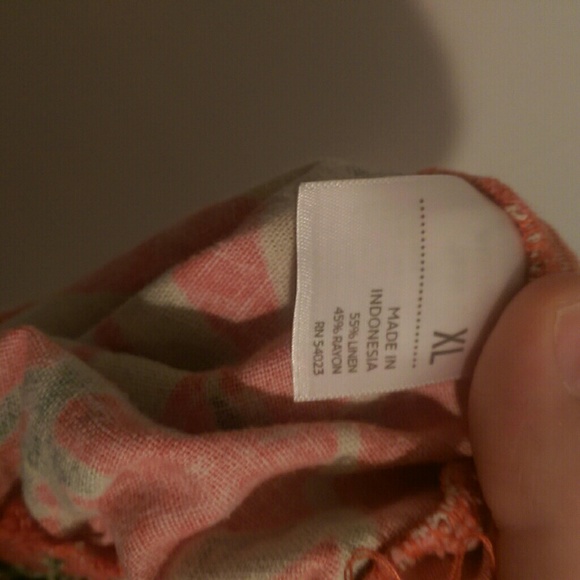 XL
MADE IN
INDONESIA
55% LINEN
45% RAYON
RN 54023